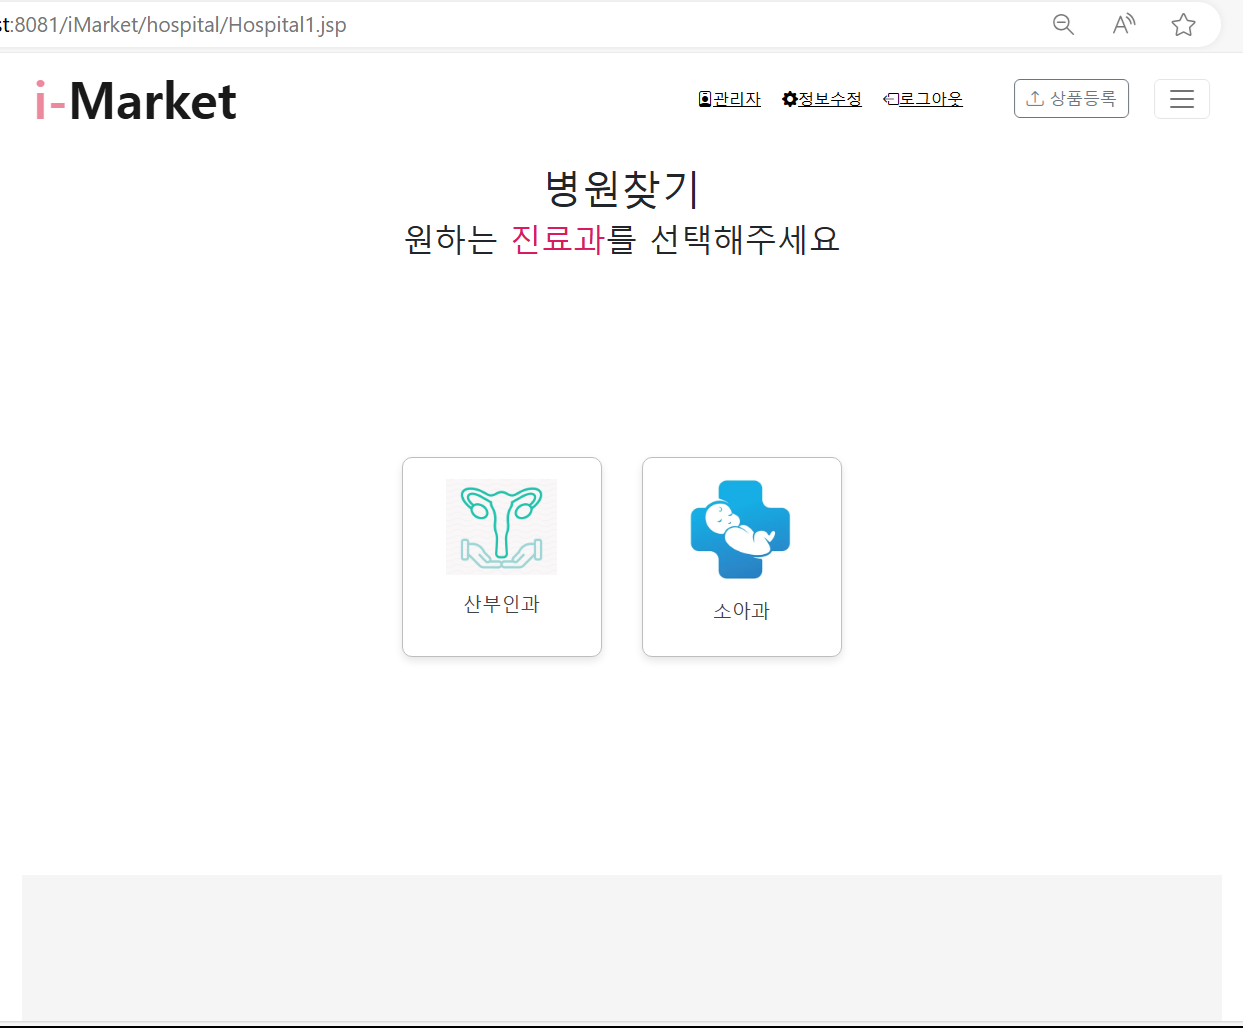 st:8081/iMarket/hospital/Hospital1.jsp
i-Market
관리자 정보수정 로그아웃 상품등록
병원찾기
원하는 진료과를 선택해주세요
산부인과
소아과